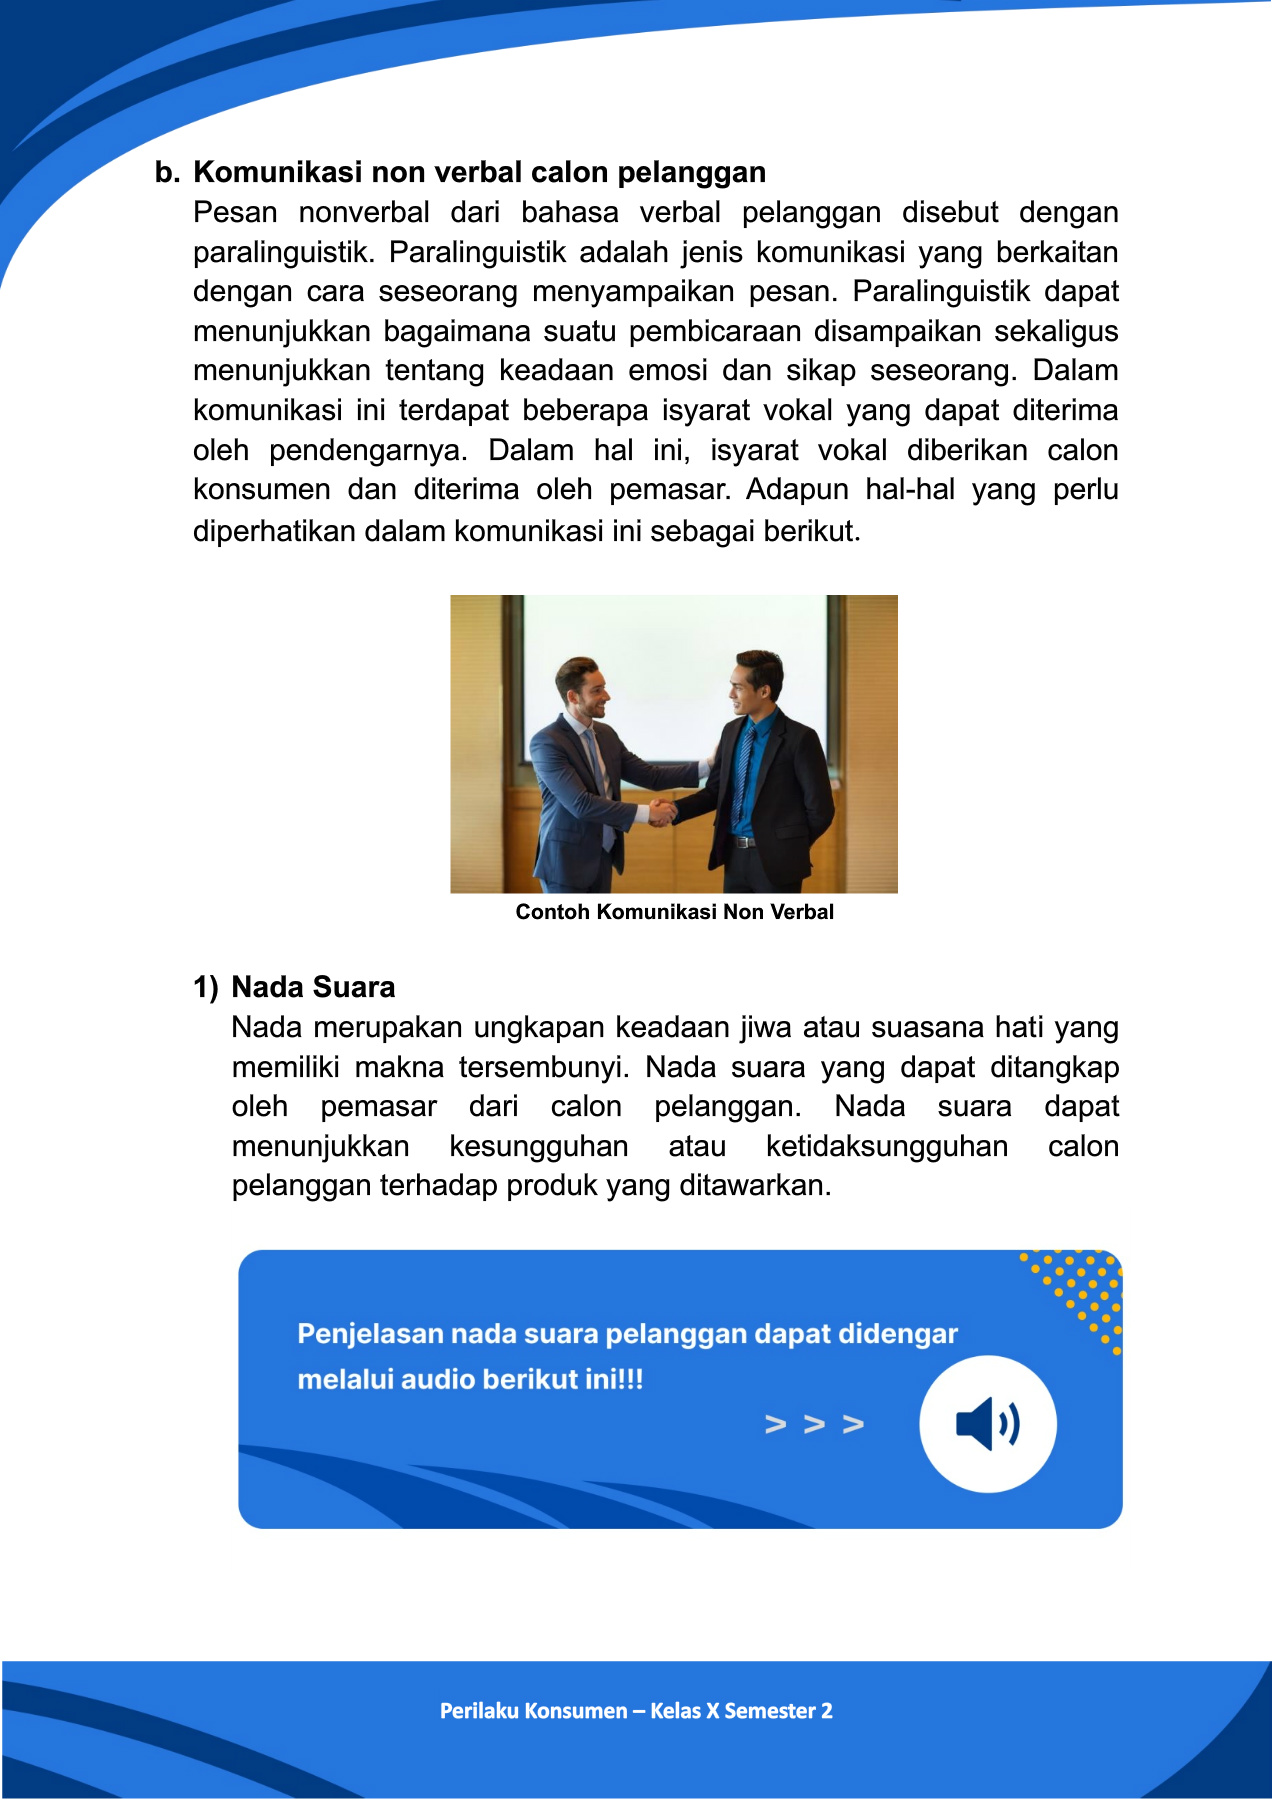 b. Komunikasi non verbal calon pelanggan
Pesan nonverbal dari bahasa verbal pelanggan disebut dengan
paralinguistik. Paralinguistik adalah jenis komunikasi yang berkaitan
dengan cara seseorang menyampaikan pesan. Paralinguistik dapat
menunjukkan bagaimana suatu pembicaraan disampaikan sekaligus
menunjukkan tentang keadaan emosi dan sikap seseorang. Dalam
komunikasi ini terdapat beberapa isyarat vokal yang dapat diterima
oleh pendengarnya. Dalam hal ini, isyarat vokal diberikan calon
konsumen dan diterima oleh pemasar. Adapun hal-hal yang perlu
diperhatikan dalam komunikasi ini sebagai berikut.
Contoh Komunikasi Non Verbal
1) Nada Suara
Nada merupakan ungkapan keadaan jiwa atau suasana hati yang
memiliki makna tersembunyi. Nada suara yang dapat ditangkap
oleh pemasar dari calon pelanggan. Nada suara dapat
menunjukkan kesungguhan atau ketidaksungguhan calon
pelanggan terhadap produk yang ditawarkan.
Penjelasan nada suara pelanggan dapat didengar
melalui audio berikut ini!!!
> > >
Perilaku Konsumen – Kelas X Semester 2